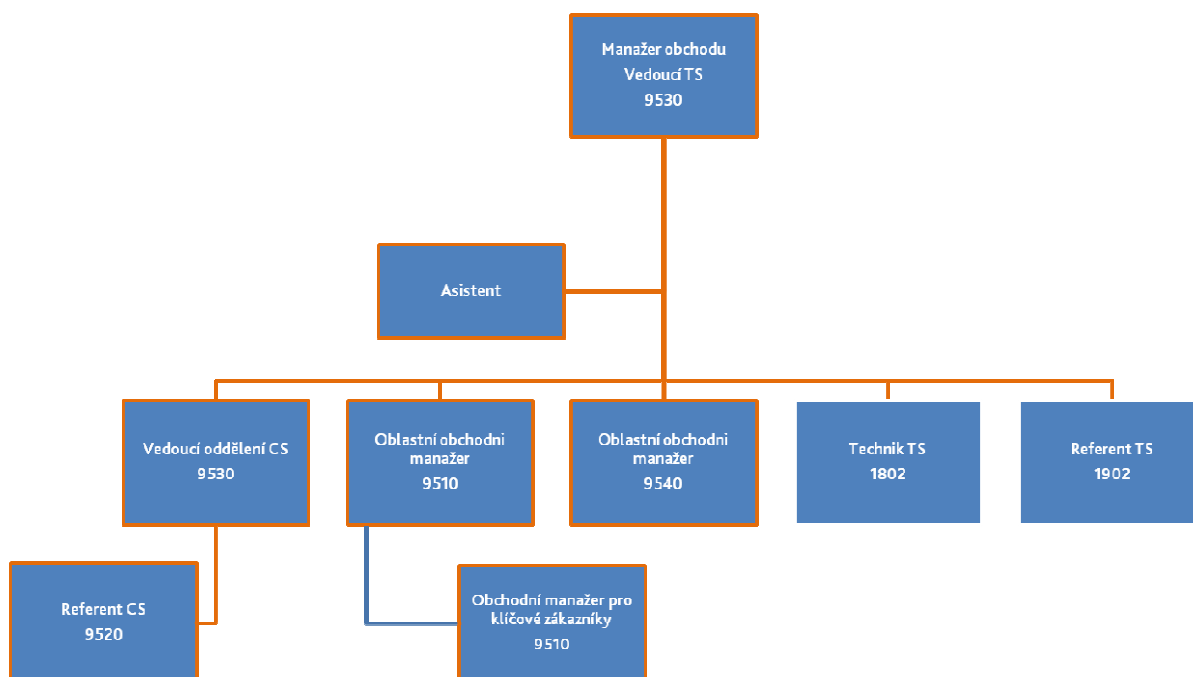 Manažer obchodu
Vedoucí TS
9530
Asistent
Vedoucí oddělení CS
9530
Oblastní obchodni
manažer
9510
Oblastní obchodni
manažer
9540
Technik TS
1802
Referent TS
1902
Referent CS
9520
Obchodní manažer pro
klíčové zákazníky
9510